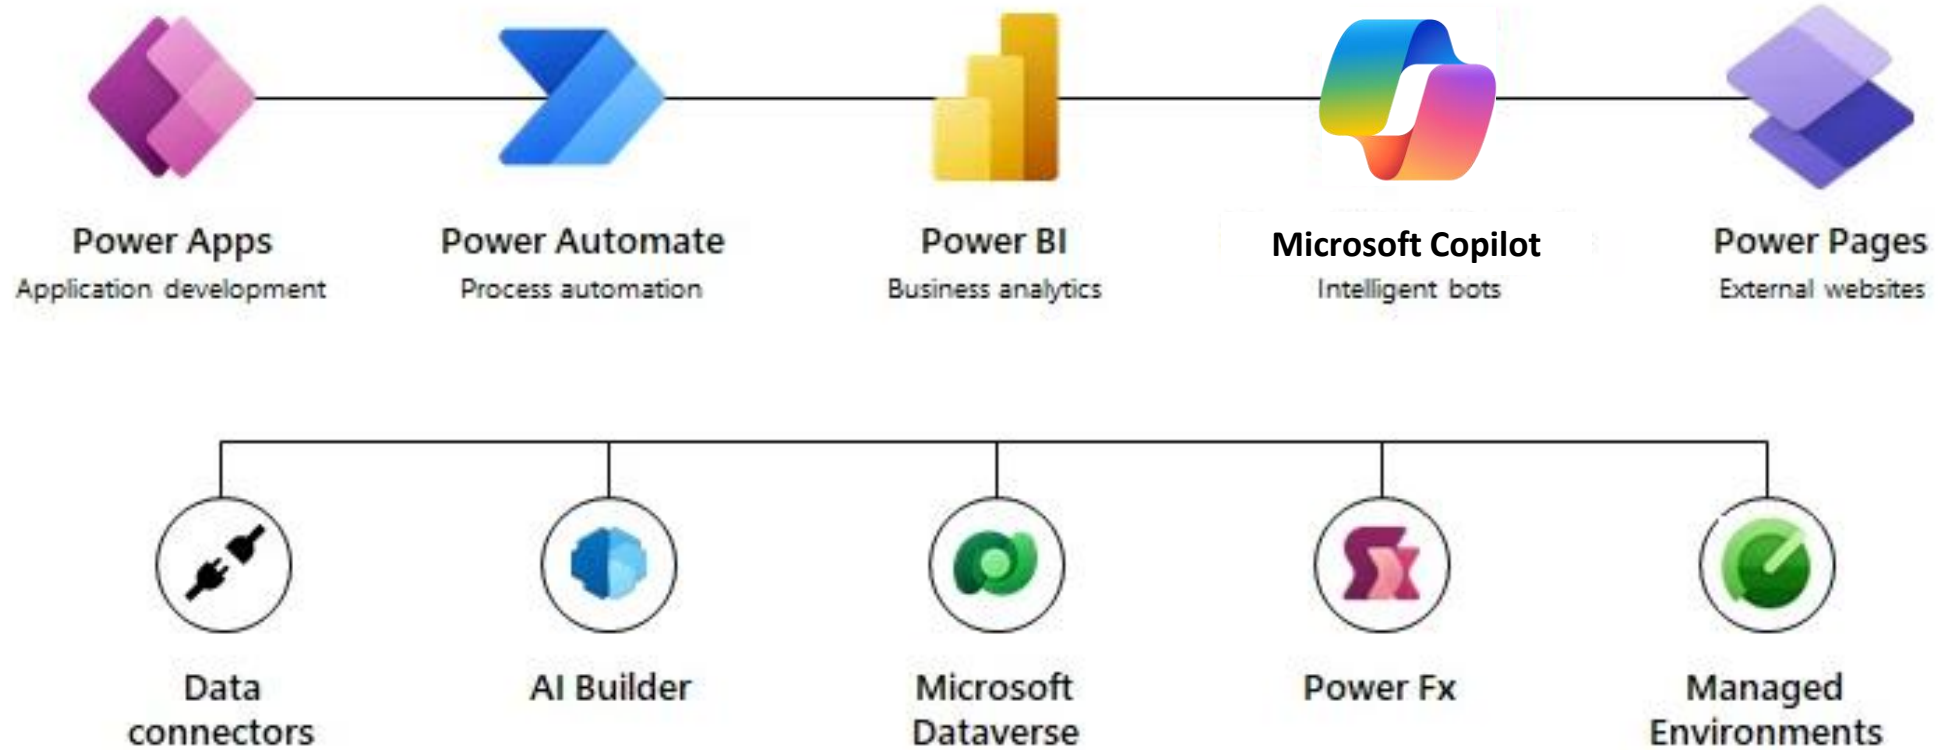 Power Apps
Application development
Power Automate
Process automation
Power BI
Business analytics
Microsoft Copilot
Intelligent bots
Power Pages
External websites
Data
connectors
AI Builder
Microsoft
Dataverse
Power Fx
Managed
Environments